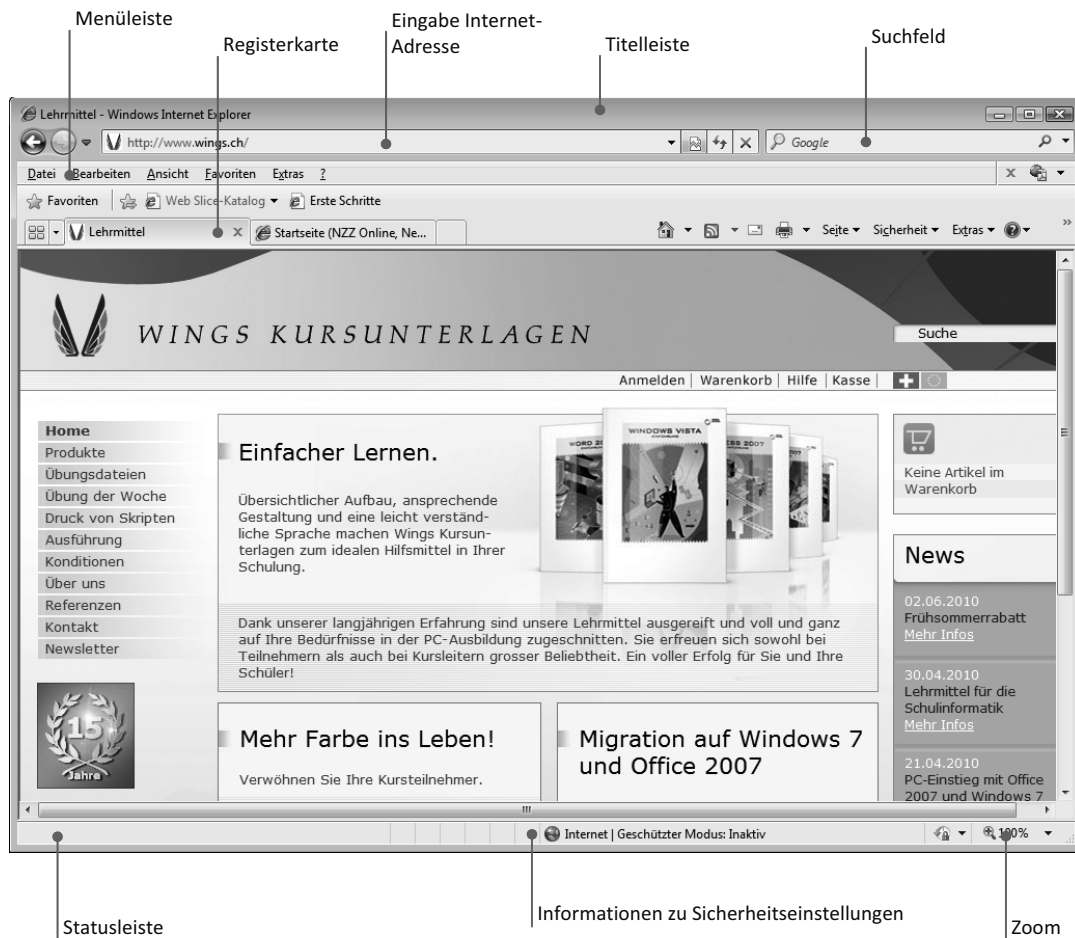 Menüleiste
Registerkarte
Eingabe Internet-
Adresse
Titelleiste
Suchfeld
Lehrmittel - Windows Internet Explorer
http://www.wings.ch/
Google
Datei Bearbeiten Ansicht Favoriten Extras ?
Favoriten Web Slice-Katalog Erste Schritte
Lehrmittel
Startseite (NZZ Online, Ne...
Seite Sicherheit Extras
WINGS KURSUNTERLAGEN
Suche
Anmelden | Warenkorb | Hilfe | Kasse |
Home
Produkte
Übungsdateien
Übung der Woche
Druck von Skripten
Ausführung
Konditionen
Über uns
Referenzen
Kontakt
Newsletter
15
Jahre
Einfacher Lernen.
Übersichtlicher Aufbau, ansprechende
Gestaltung und eine leicht verständ-
liche Sprache machen Wings Kursun-
terlagen zum idealen Hilfsmittel in Ihrer
Schulung.
WINDOWS VISTA
Dank unserer langjährigen Erfahrung sind unsere Lehrmittel ausgereift und voll und ganz
auf Ihre Bedürfnisse in der PC-Ausbildung zugeschnitten. Sie erfreuen sich sowohl bei
Teilnehmern als auch bei Kursleitern grosser Beliebtheit. Ein voller Erfolg für Sie und Ihre
Schüler!
Mehr Farbe ins Leben!
Verwöhnen Sie Ihre Kursteilnehmer.
Migration auf Windows 7
und Office 2007
Keine Artikel im
Warenkorb
News
02.06.2010
Frühsommerrabatt
Mehr Infos
30.04.2010
Lehrmittel für die
Schulinformatik
Mehr Infos
21.04.2010
PC-Einstieg mit Office
2007 und Windows 7
Internet | Geschützter Modus: Inaktiv
100%
Statusleiste
Informationen zu Sicherheitseinstellungen
Zoom